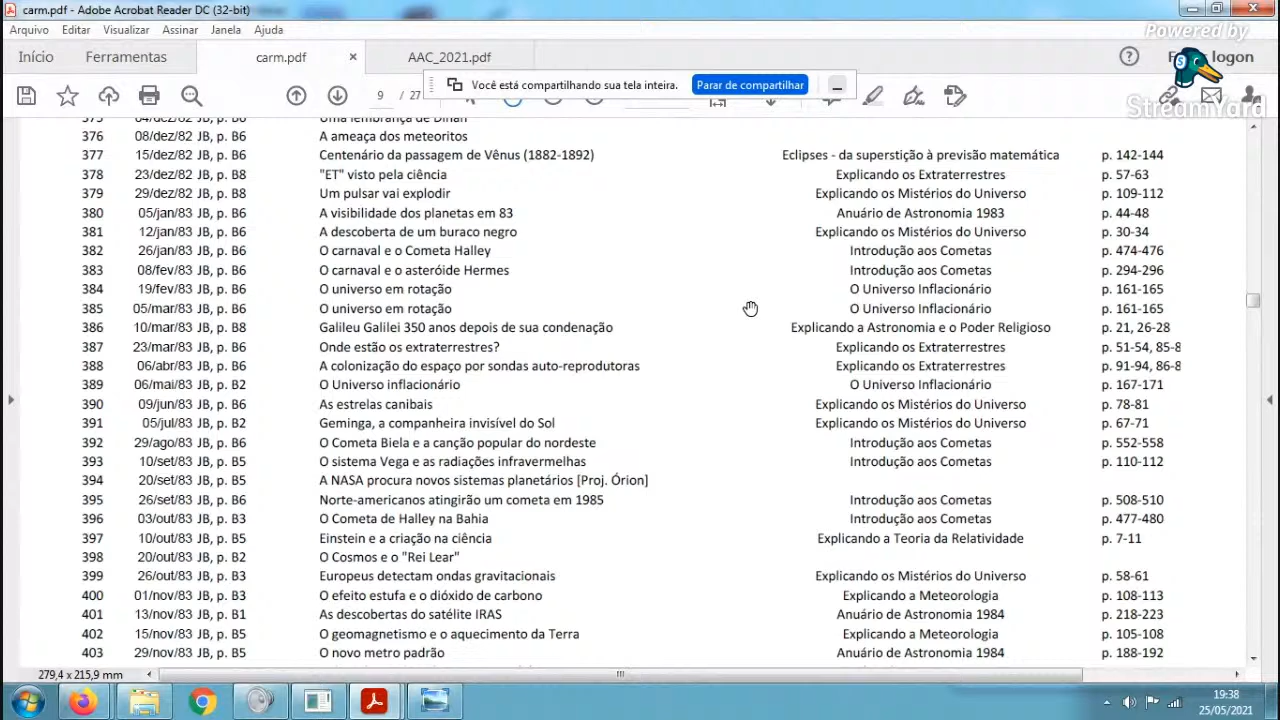 carm.pdf - Adobe Acrobat Reader DC (32-bit)
Powered by
Arquivo Editar Visualizar Assinar Janela Ajuda
Início Ferramentas carm.pdf AAC_2021.pdf logon
Você está compartilhando sua tela inteira. Parar de compartilhar
9 / 27
StreamYard
375 04/dez/82 JB, p. B6 Uma lembrança de Dinah
376 08/dez/82 JB, p. B6 A ameaça dos meteoritos
377 15/dez/82 JB, p. B6 Centenário da passagem de Vênus (1882-1892) Eclipses - da superstição à previsão matemática p. 142-144
378 23/dez/82 JB, p. B8 "ET" visto pela ciência Explicando os Extraterrestres p. 57-63
379 29/dez/82 JB, p. B8 Um pulsar vai explodir Explicando os Mistérios do Universo p. 109-112
380 05/jan/83 JB, p. B6 A visibilidade dos planetas em 83 Anuário de Astronomia 1983 p. 44-48
381 12/jan/83 JB, p. B6 A descoberta de um buraco negro Explicando os Mistérios do Universo p. 30-34
382 26/jan/83 JB, p. B6 O carnaval e o Cometa Halley Introdução aos Cometas p. 474-476
383 08/fev/83 JB, p. B6 O carnaval e o asteróide Hermes Introdução aos Cometas p. 294-296
384 19/fev/83 JB, p. B6 O universo em rotação O Universo Inflacionário p. 161-165
385 05/mar/83 JB, p. B6 O universo em rotação O Universo Inflacionário p. 161-165
386 10/mar/83 JB, p. B8 Galileu Galilei 350 anos depois de sua condenação Explicando a Astronomia e o Poder Religioso p. 21, 26-28
387 23/mar/83 JB, p. B6 Onde estão os extraterrestres? Explicando os Extraterrestres p. 51-54, 85-8
388 06/abr/83 JB, p. B6 A colonização do espaço por sondas auto-reprodutoras Explicando os Extraterrestres p. 91-94, 86-8
389 06/mai/83 JB, p. B2 O Universo inflacionário O Universo Inflacionário p. 167-171
390 09/jun/83 JB, p. B6 As estrelas canibais Explicando os Mistérios do Universo p. 78-81
391 05/jul/83 JB, p. B2 Geminga, a companheira invisível do Sol Explicando os Mistérios do Universo p. 67-71
392 29/ago/83 JB, p. B6 O Cometa Biela e a canção popular do nordeste Introdução aos Cometas p. 552-558
393 10/set/83 JB, p. B5 O sistema Vega e as radiações infravermelhas Introdução aos Cometas p. 110-112
394 20/set/83 JB, p. B5 A NASA procura novos sistemas planetários [Proj. Órion]
395 26/set/83 JB, p. B6 Norte-americanos atingirão um cometa em 1985 Introdução aos Cometas p. 508-510
396 03/out/83 JB, p. B3 O Cometa de Halley na Bahia Introdução aos Cometas p. 477-480
397 10/out/83 JB, p. B5 Einstein e a criação na ciência Explicando a Teoria da Relatividade p. 7-11
398 20/out/83 JB, p. B2 O Cosmos e o "Rei Lear"
399 26/out/83 JB, p. B3 Europeus detectam ondas gravitacionais Explicando os Mistérios do Universo p. 58-61
400 01/nov/83 JB, p. B3 O efeito estufa e o dióxido de carbono Explicando a Meteorologia p. 108-113
401 13/nov/83 JB, p. B1 As descobertas do satélite IRAS Anuário de Astronomia 1984 p. 218-223
402 15/nov/83 JB, p. B5 O geomagnetismo e o aquecimento da Terra Explicando a Meteorologia p. 105-108
403 29/nov/83 JB, p. B5 O novo metro padrão Anuário de Astronomia 1984 p. 188-192
279,4 x 215,9 mm
19:38
25/05/2021